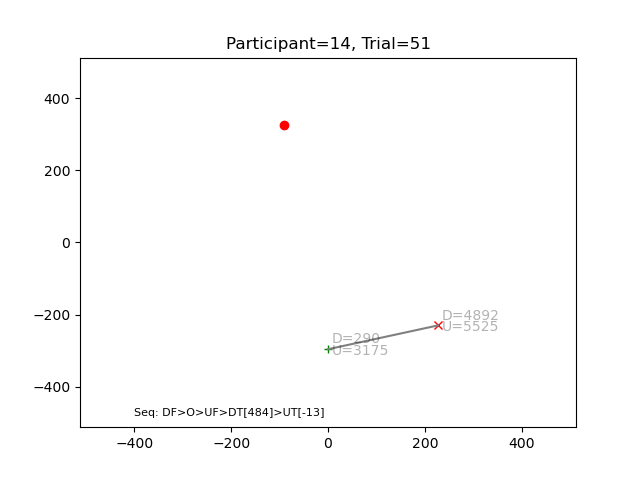 Participant=14, Trial=51
400
200
0
−200
−400
D=4892
U=5525
D=290
U=3175
Seq: DF>O>UF>DT[484]>UT[-13]
−400
−200
0
200
400